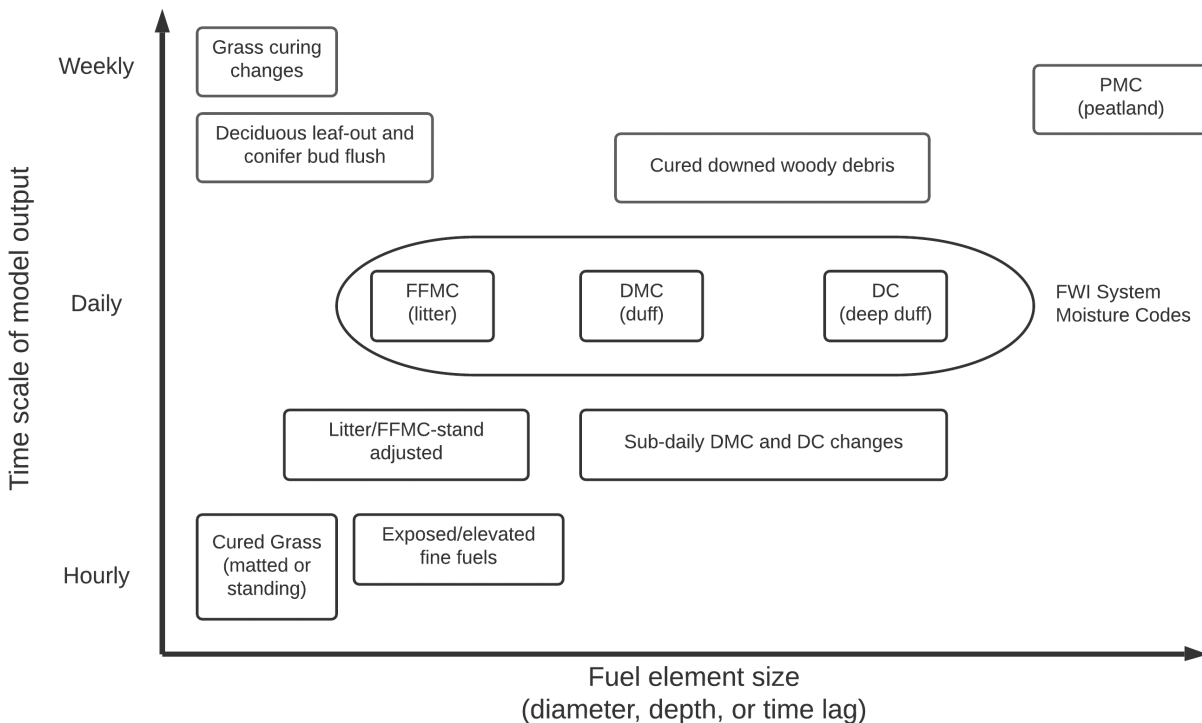 Weekly
Grass curing
changes
PMC
(peatland)
Deciduous leaf-out and
conifer bud flush
Cured downed woody debris
Time scale of model output
Daily
FFMC
(litter)
DMC
(duff)
DC
(deep duff)
FWI System
Moisture Codes
Litter/FFMC-stand
adjusted
Sub-daily DMC and DC changes
Hourly
Cured Grass
(matted or
standing)
Exposed/elevated
fine fuels
Fuel element size
(diameter, depth, or time lag)